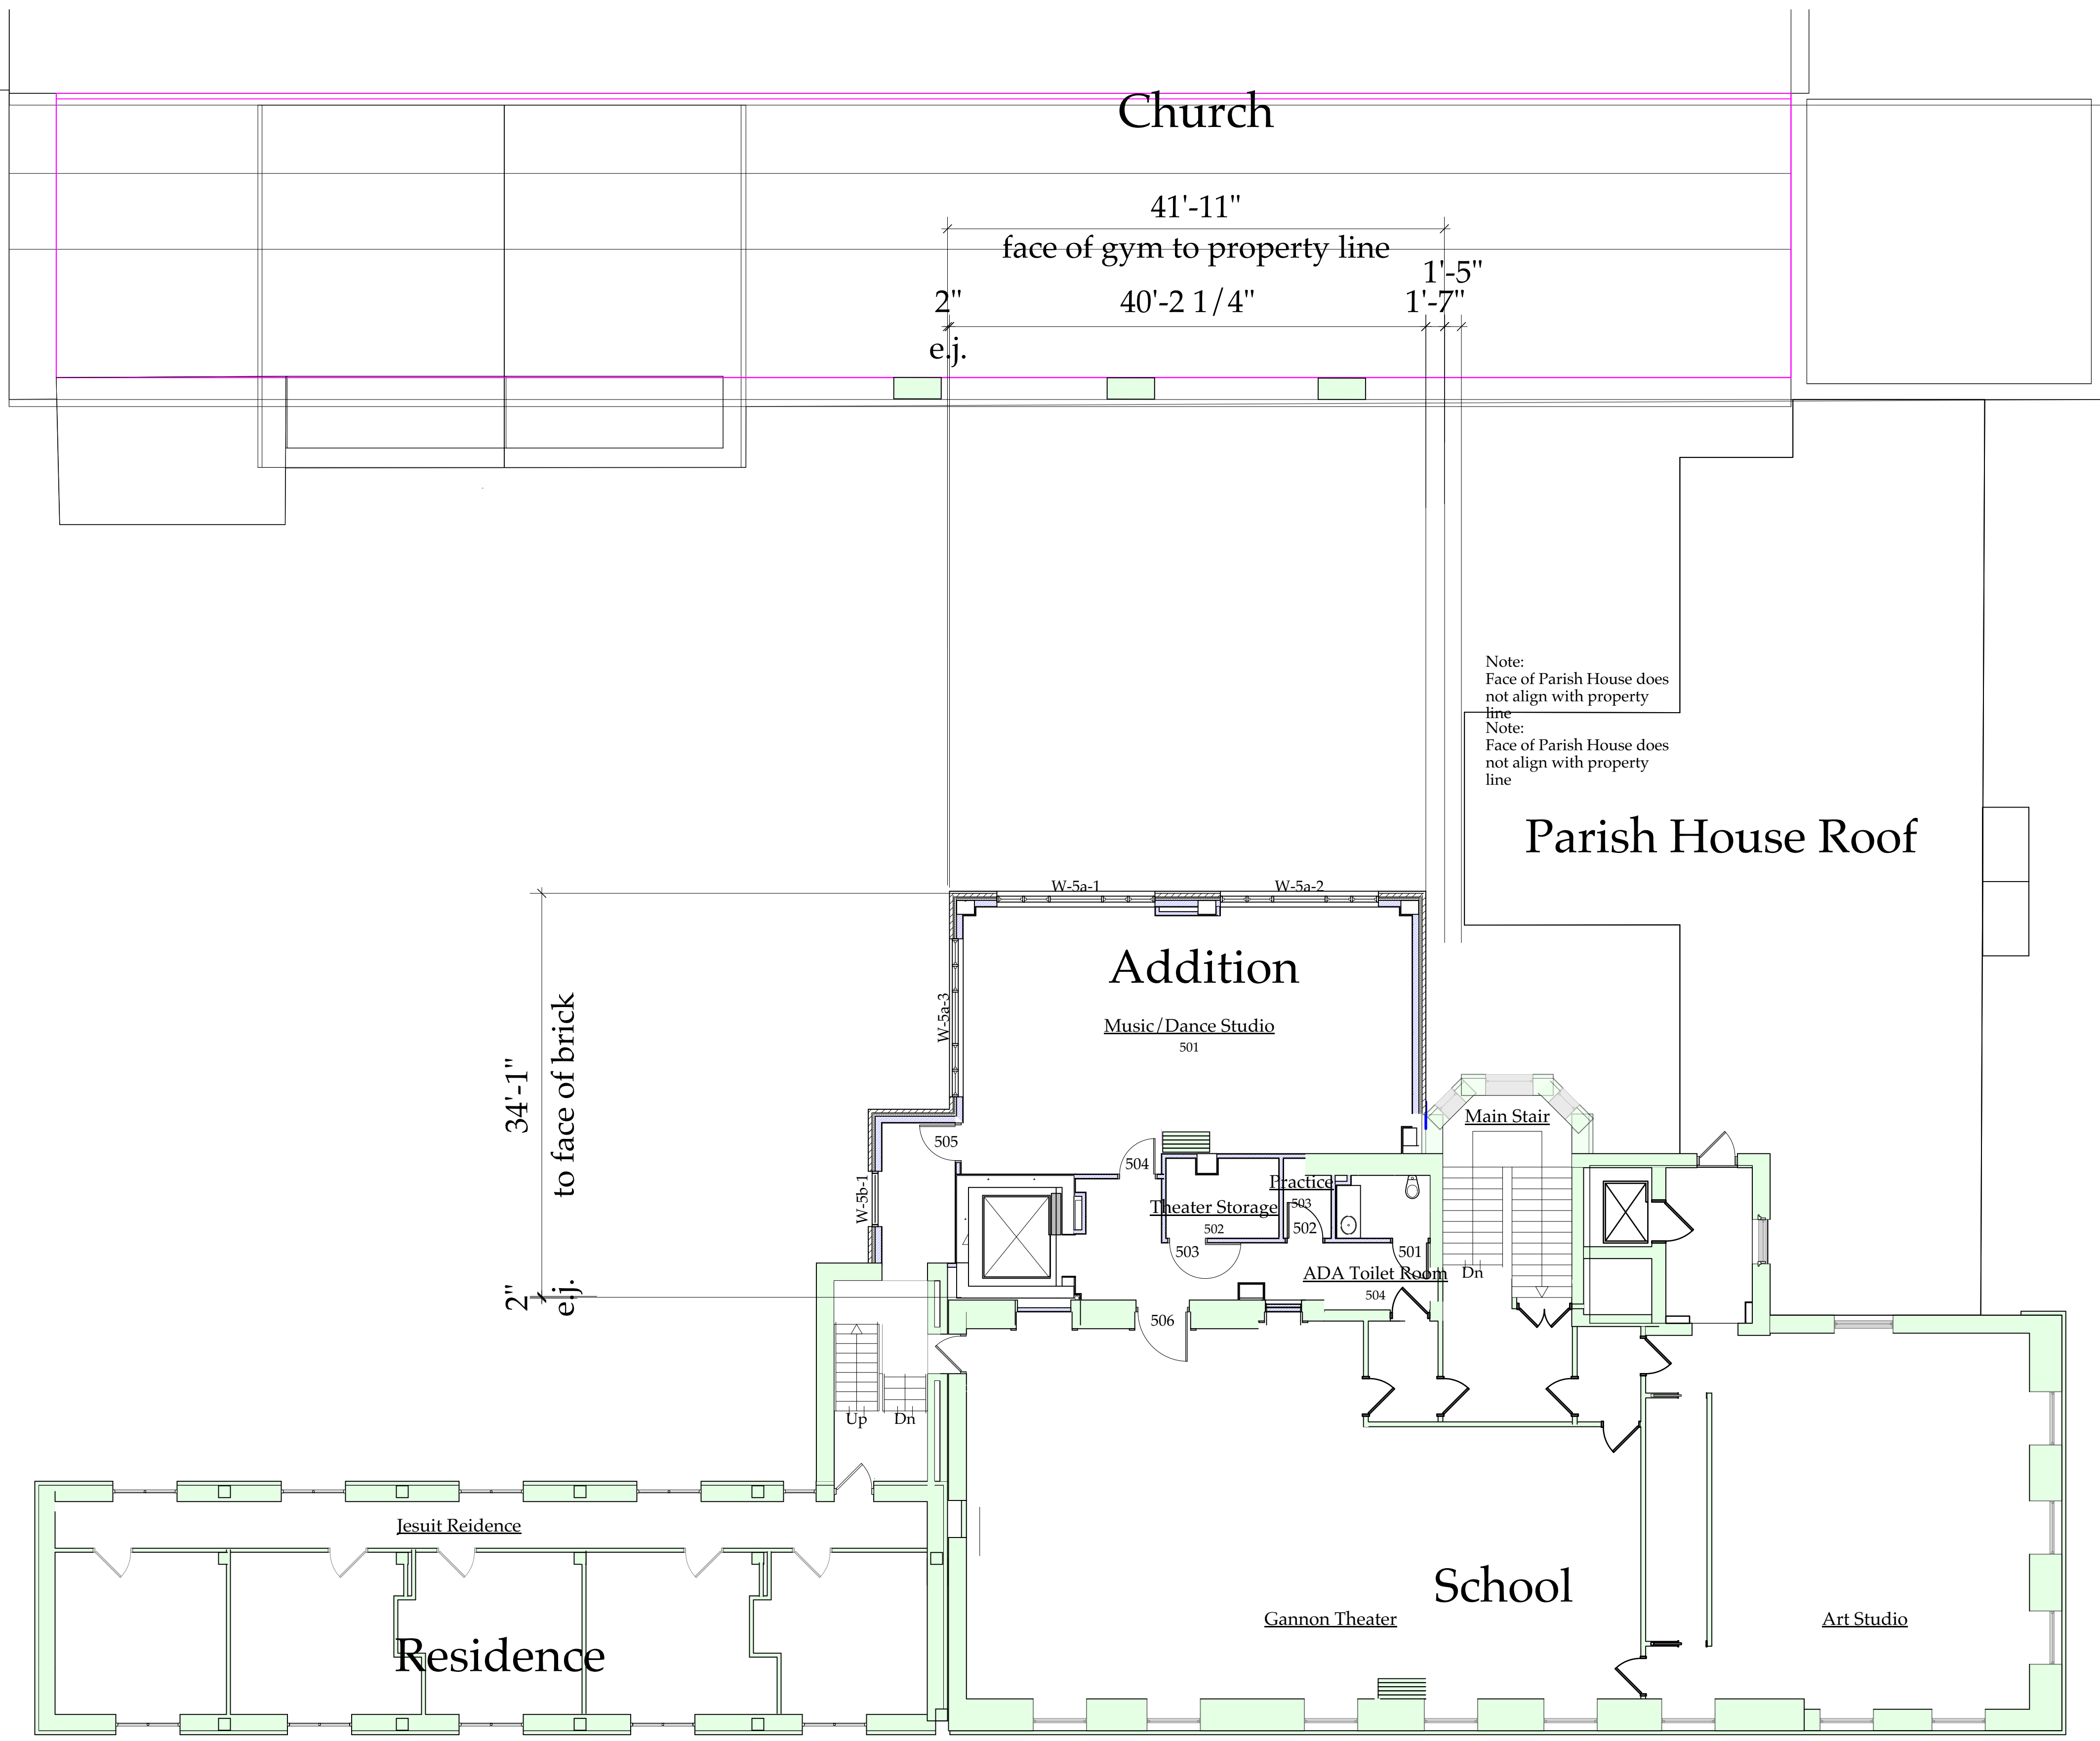 Church
41'-11"
face of gym to property line
1'-5"
2"
40'-2 1/4"
1'-7"
e.j.
Note:
Face of Parish House does
not align with property
line
Note:
Face of Parish House does
not align with property
line
Parish House Roof
W-5a-1
W-5a-2
Addition
W-5a-3
Music/Dance Studio
501
34'-1"
to face of brick
Main Stair
505
504
Practice
503
Theater Storage
502
502
W-5b-1
503
501
ADA Toilet Room
504
Dn
2"
e.j.
506
Up
Dn
Jesuit Reidence
School
Gannon Theater
Art Studio
Residence